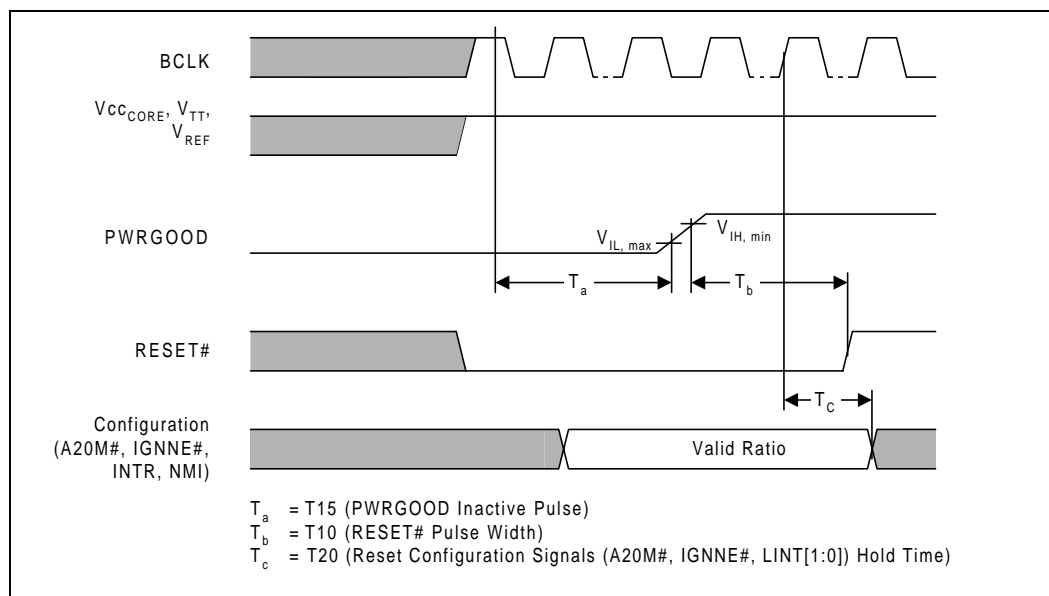 BCLK
VccCORE, VTT,
VREF
PWRGOOD
VIL, max
VIH, min
Ta
Tb
RESET#
TC
Configuration
(A20M#, IGNNE#,
INTR, NMI)
Valid Ratio
Ta = T15 (PWRGOOD Inactive Pulse)
Tb = T10 (RESET# Pulse Width)
Tc = T20 (Reset Configuration Signals (A20M#, IGNNE#, LINT[1:0]) Hold Time)